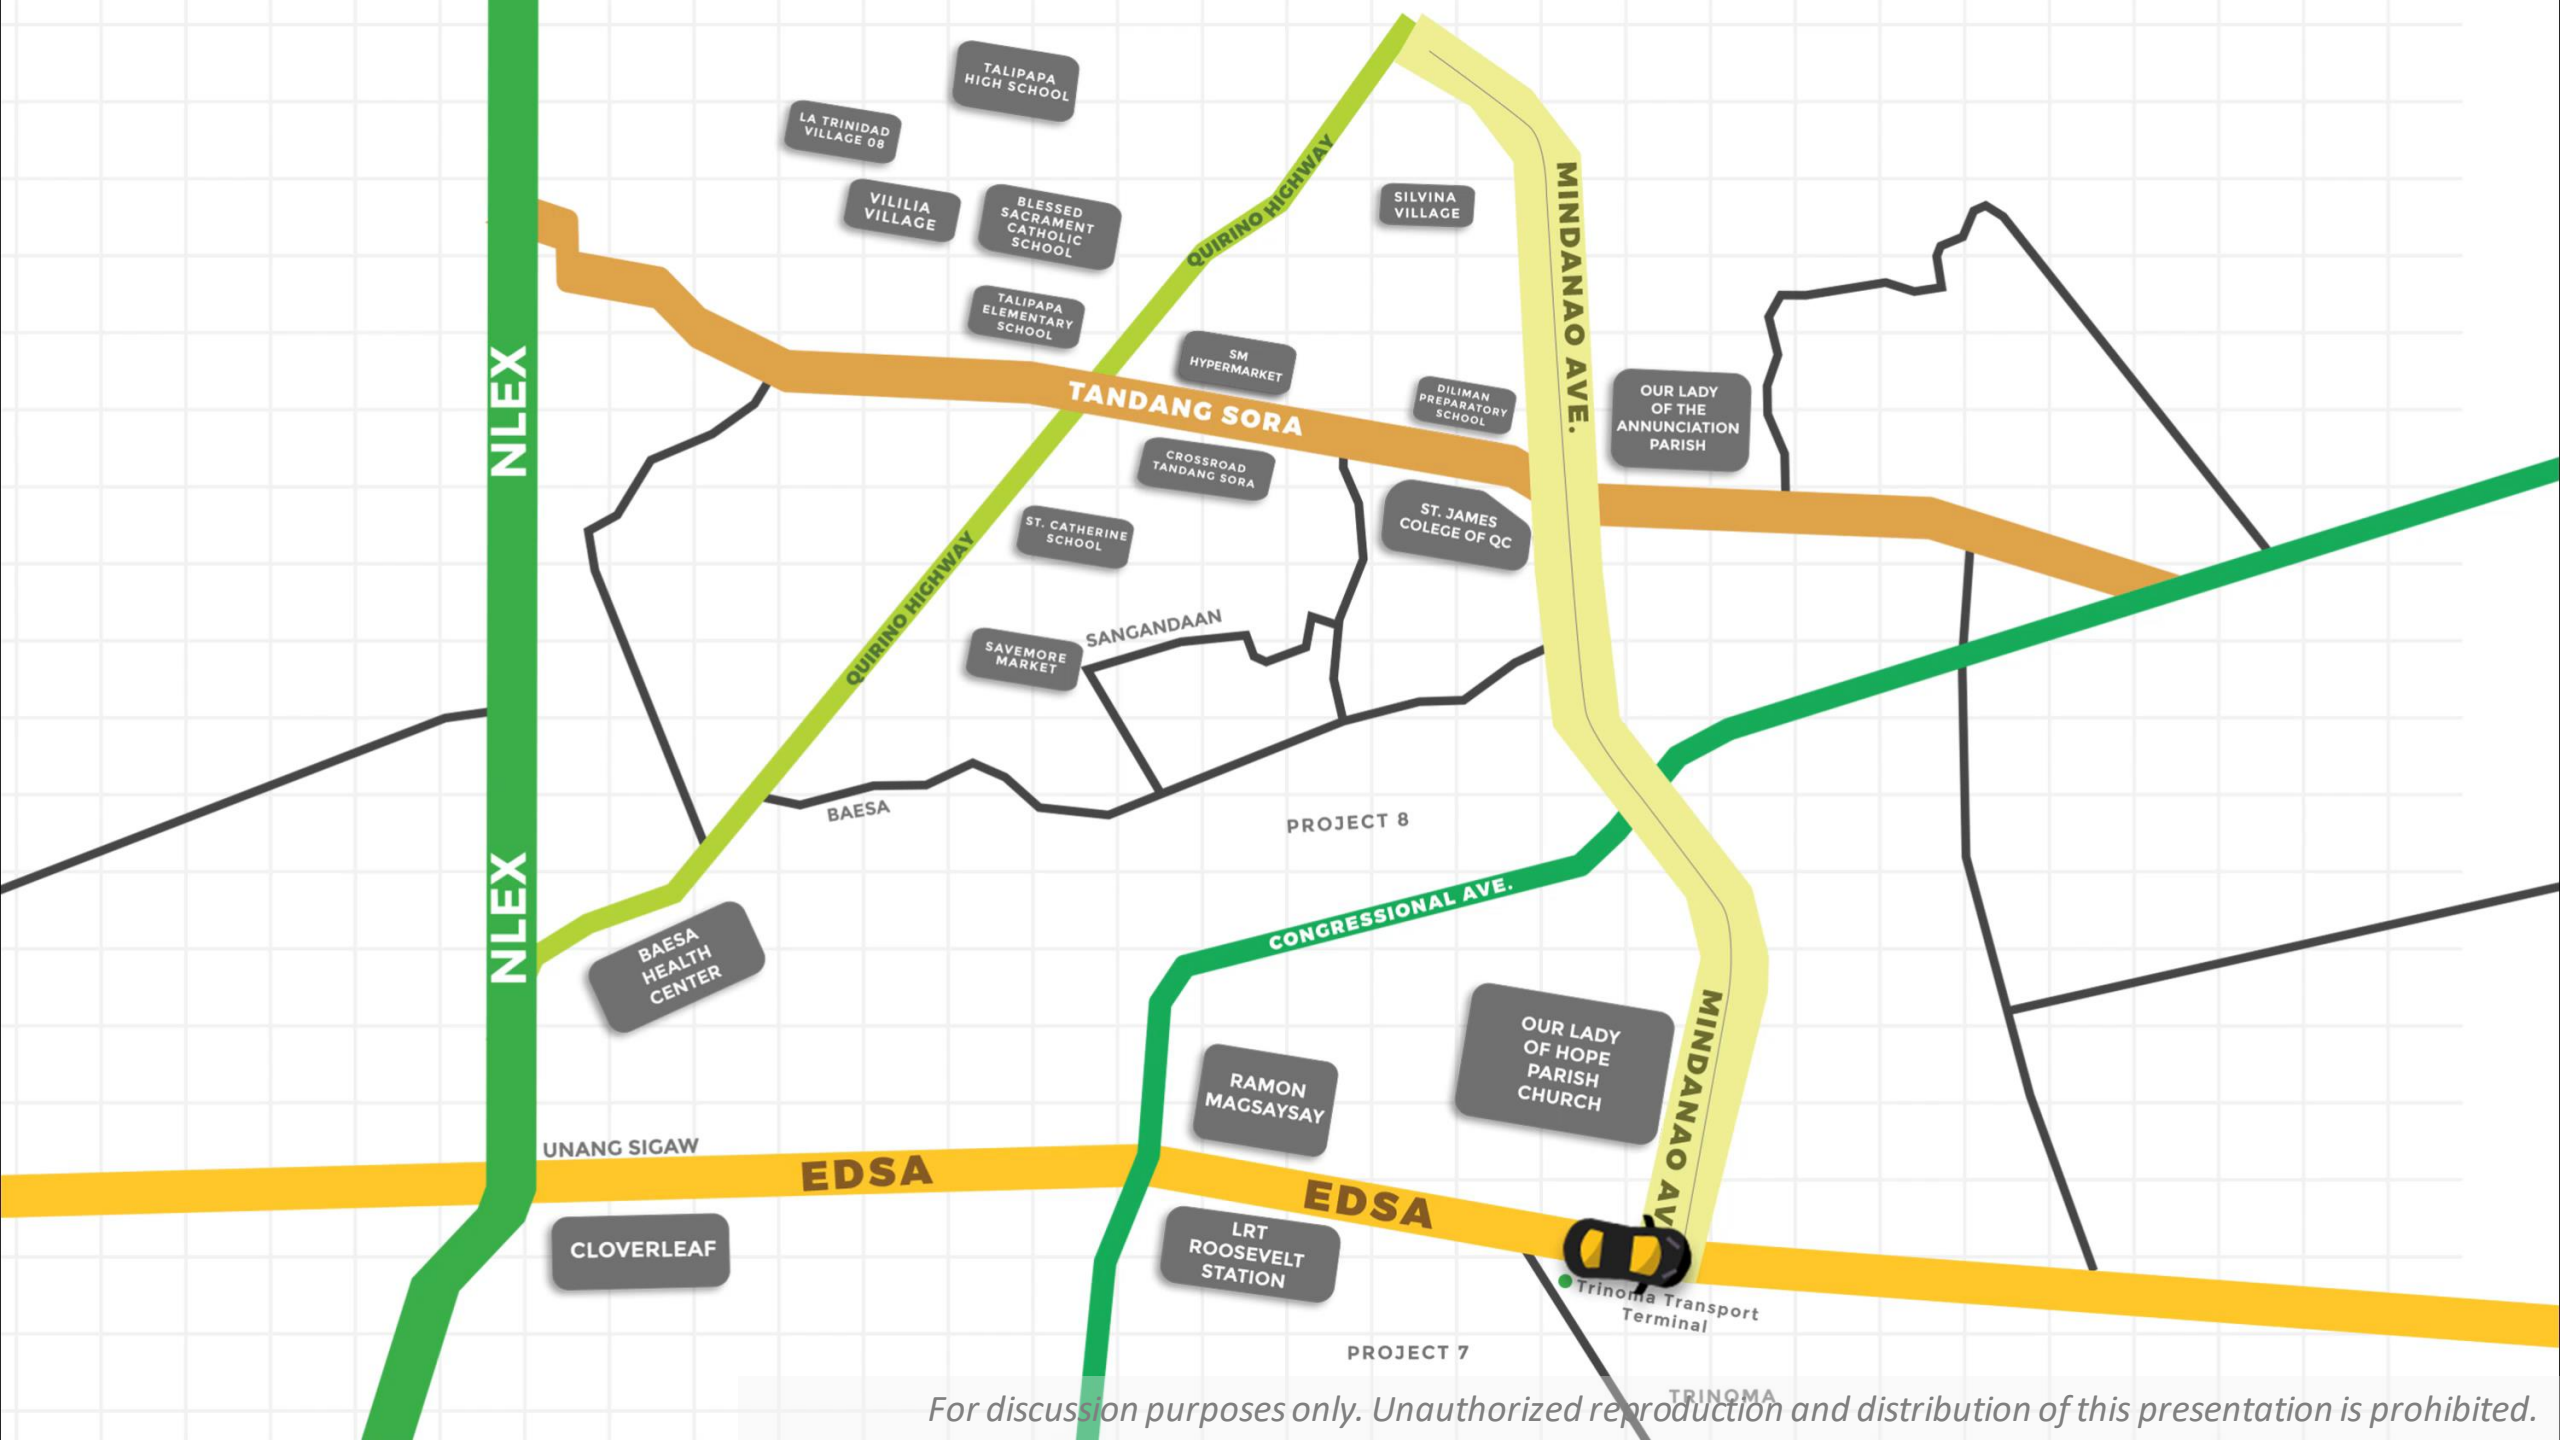 TALIPAPA
HIGH SCHOOL
LA TRINIDAD
VILLAGE 08
VILILIA
VILLAGE
BLESSED
SACRAMENT
CATHOLIC
SCHOOL
QUIRINO HIGHWAY
SILVINA
VILLAGE
MINDANAO AVE.
TALIPAPA
ELEMENTARY
SCHOOL
SM
HYPERMARKET
NLEX
TANDANG SORA
DILIMAN
PREPARATORY
SCHOOL
OUR LADY
OF THE
ANNUNCIATION
PARISH
CROSSROAD
TANDANG SORA
ST. CATHERINE
SCHOOL
ST. JAMES
COLEGE OF QC
QUIRINO HIGHWAY
SANGANDAAN
SAVEMORE
MARKET
BAESA
PROJECT 8
NLEX
CONGRESSIONAL AVE.
BAESA
HEALTH
CENTER
MINDANAO AV
OUR LADY
OF HOPE
PARISH
CHURCH
RAMON
MAGSAYSAY
UNANG SIGAW
EDSA
EDSA
CLOVERLEAF
LRT
ROOSEVELT
STATION
Trinoma Transport
Terminal
PROJECT 7
TRINOMA
For discussion purposes only. Unauthorized reproduction and distribution of this presentation is prohibited.